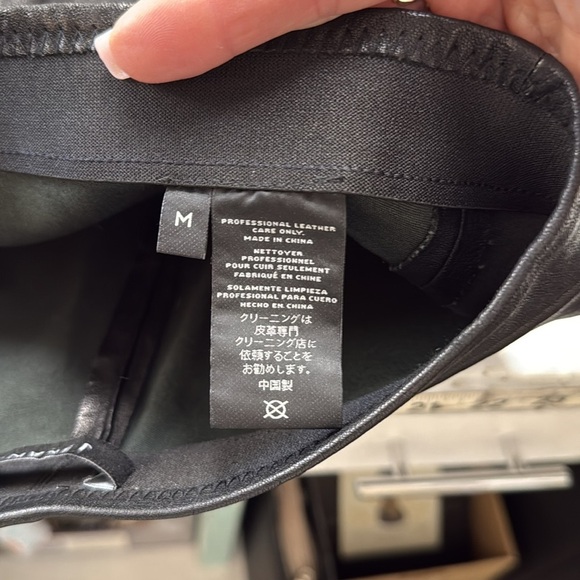 M
PROFESSIONAL LEATHER
CARE ONLY.
MADE IN CHINA
NETTOYER
PROFESSIONNEL
POUR CUIR SEULEMENT
FABRIQUÉ EN CHINE
SOLAMENTE LIMPIEZA
PROFESIONAL PARA CUERO
HECHO EN CHINA
クリーニングは
皮革専門
クリーニング店に
依頼することを
お勧めします。
中国製